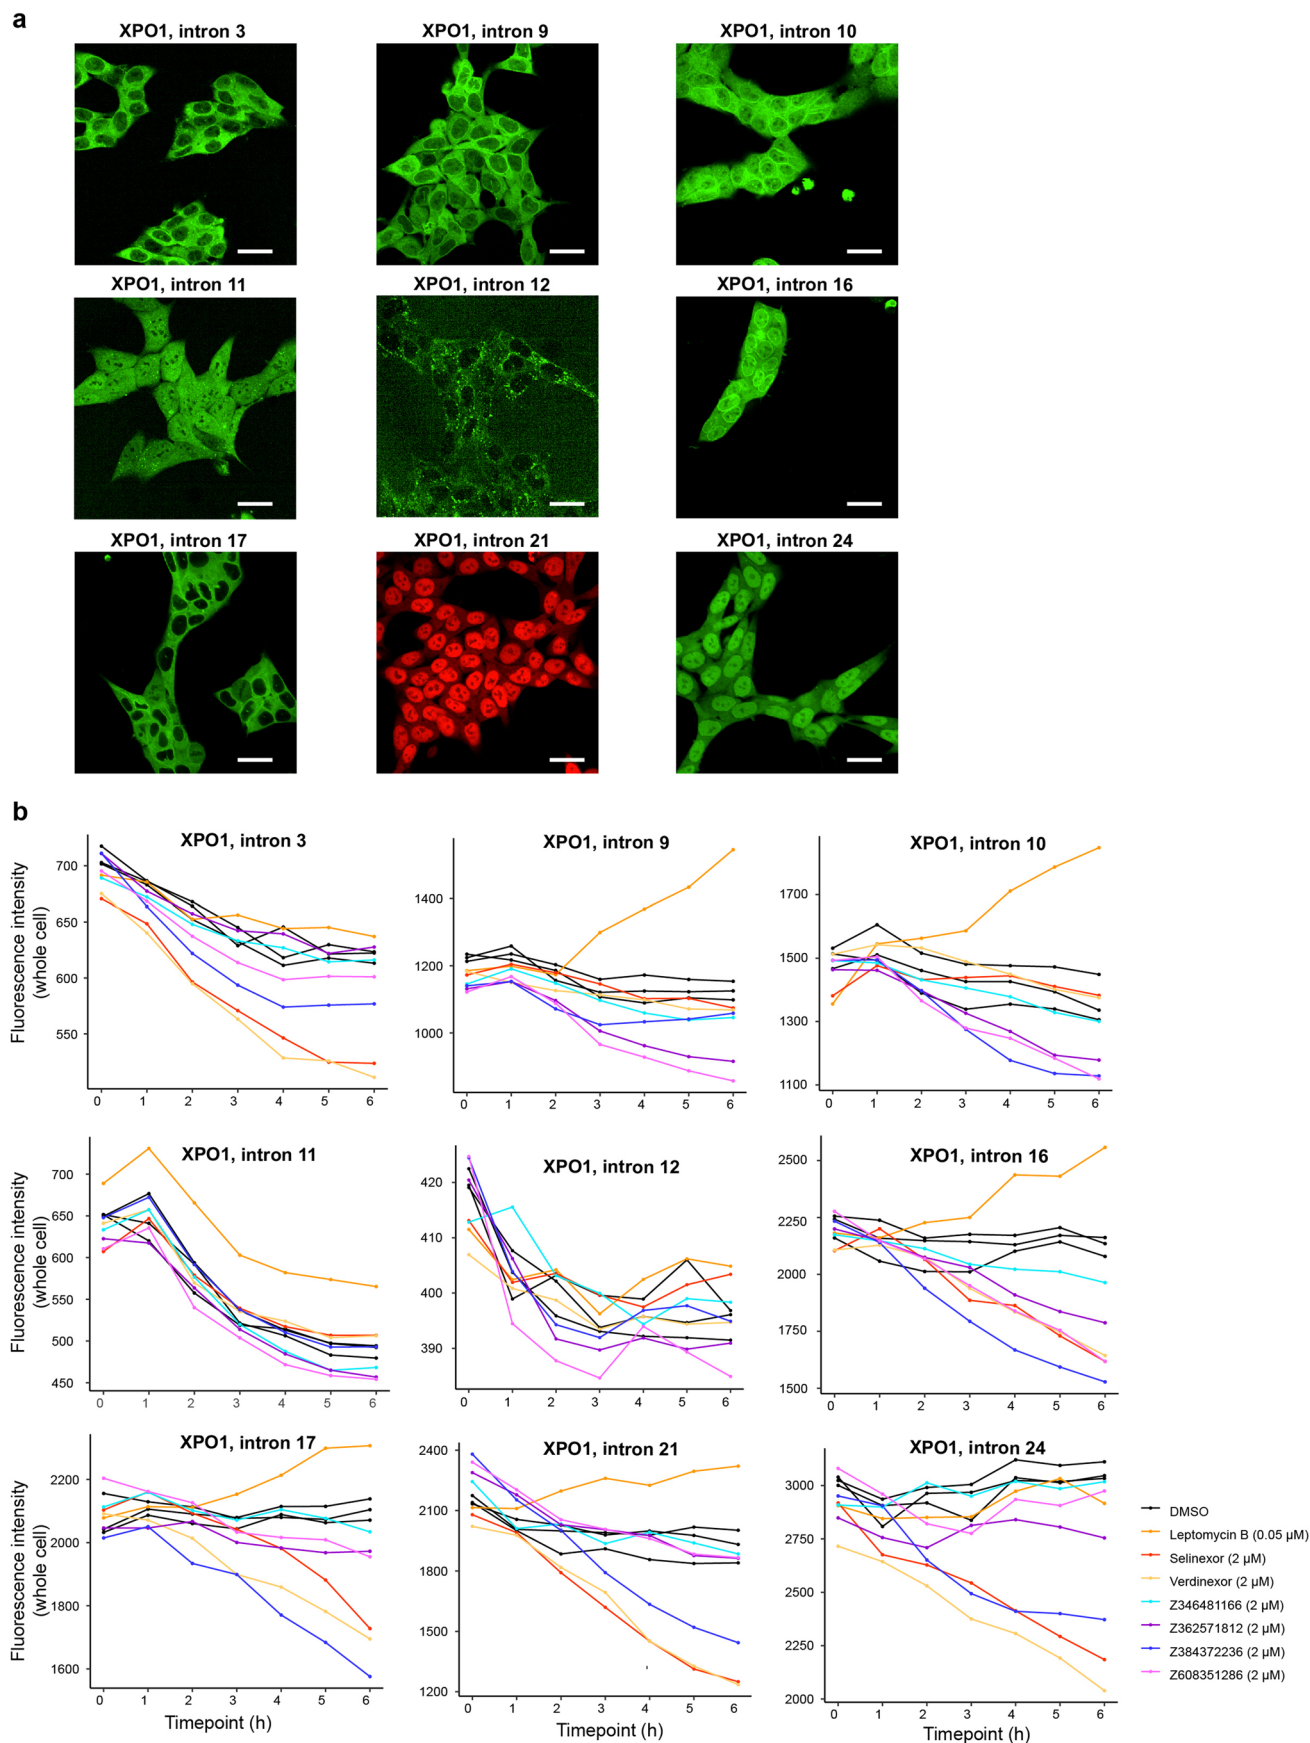 a
XPO1, intron 3
XPO1, intron 9
XPO1, intron 10
XPO1, intron 11
XPO1, intron 12
XPO1, intron 16
XPO1, intron 17
XPO1, intron 21
XPO1, intron 24
b
XPO1, intron 3
Fluorescence intensity
(whole cell)
700
650
600
550
0 1 2 3 4 5 6
XPO1, intron 9
1400
1200
1000
0 1 2 3 4 5 6
XPO1, intron 10
1700
1500
1300
1100
0 1 2 3 4 5 6
XPO1, intron 11
Fluorescence intensity
(whole cell)
700
650
600
550
500
450
0 1 2 3 4 5 6
XPO1, intron 12
420
410
400
390
0 1 2 3 4 5 6
XPO1, intron 16
2500
2250
2000
1750
1500
0 1 2 3 4 5 6
XPO1, intron 17
Fluorescence intensity
(whole cell)
2200
2000
1800
1600
0 1 2 3 4 5 6
Timepoint (h)
XPO1, intron 21
2400
2100
1800
1500
1200
0 1 2 3 4 5 6
Timepoint (h)
XPO1, intron 24
3000
2750
2500
2250
2000
0 1 2 3 4 5 6
Timepoint (h)
DMSO
Leptomycin B (0.05 µM)
Selinexor (2 µM)
Verdinexor (2 µM)
Z346481166 (2 µM)
Z362571812 (2 µM)
Z384372236 (2 µM)
Z608351286 (2 µM)